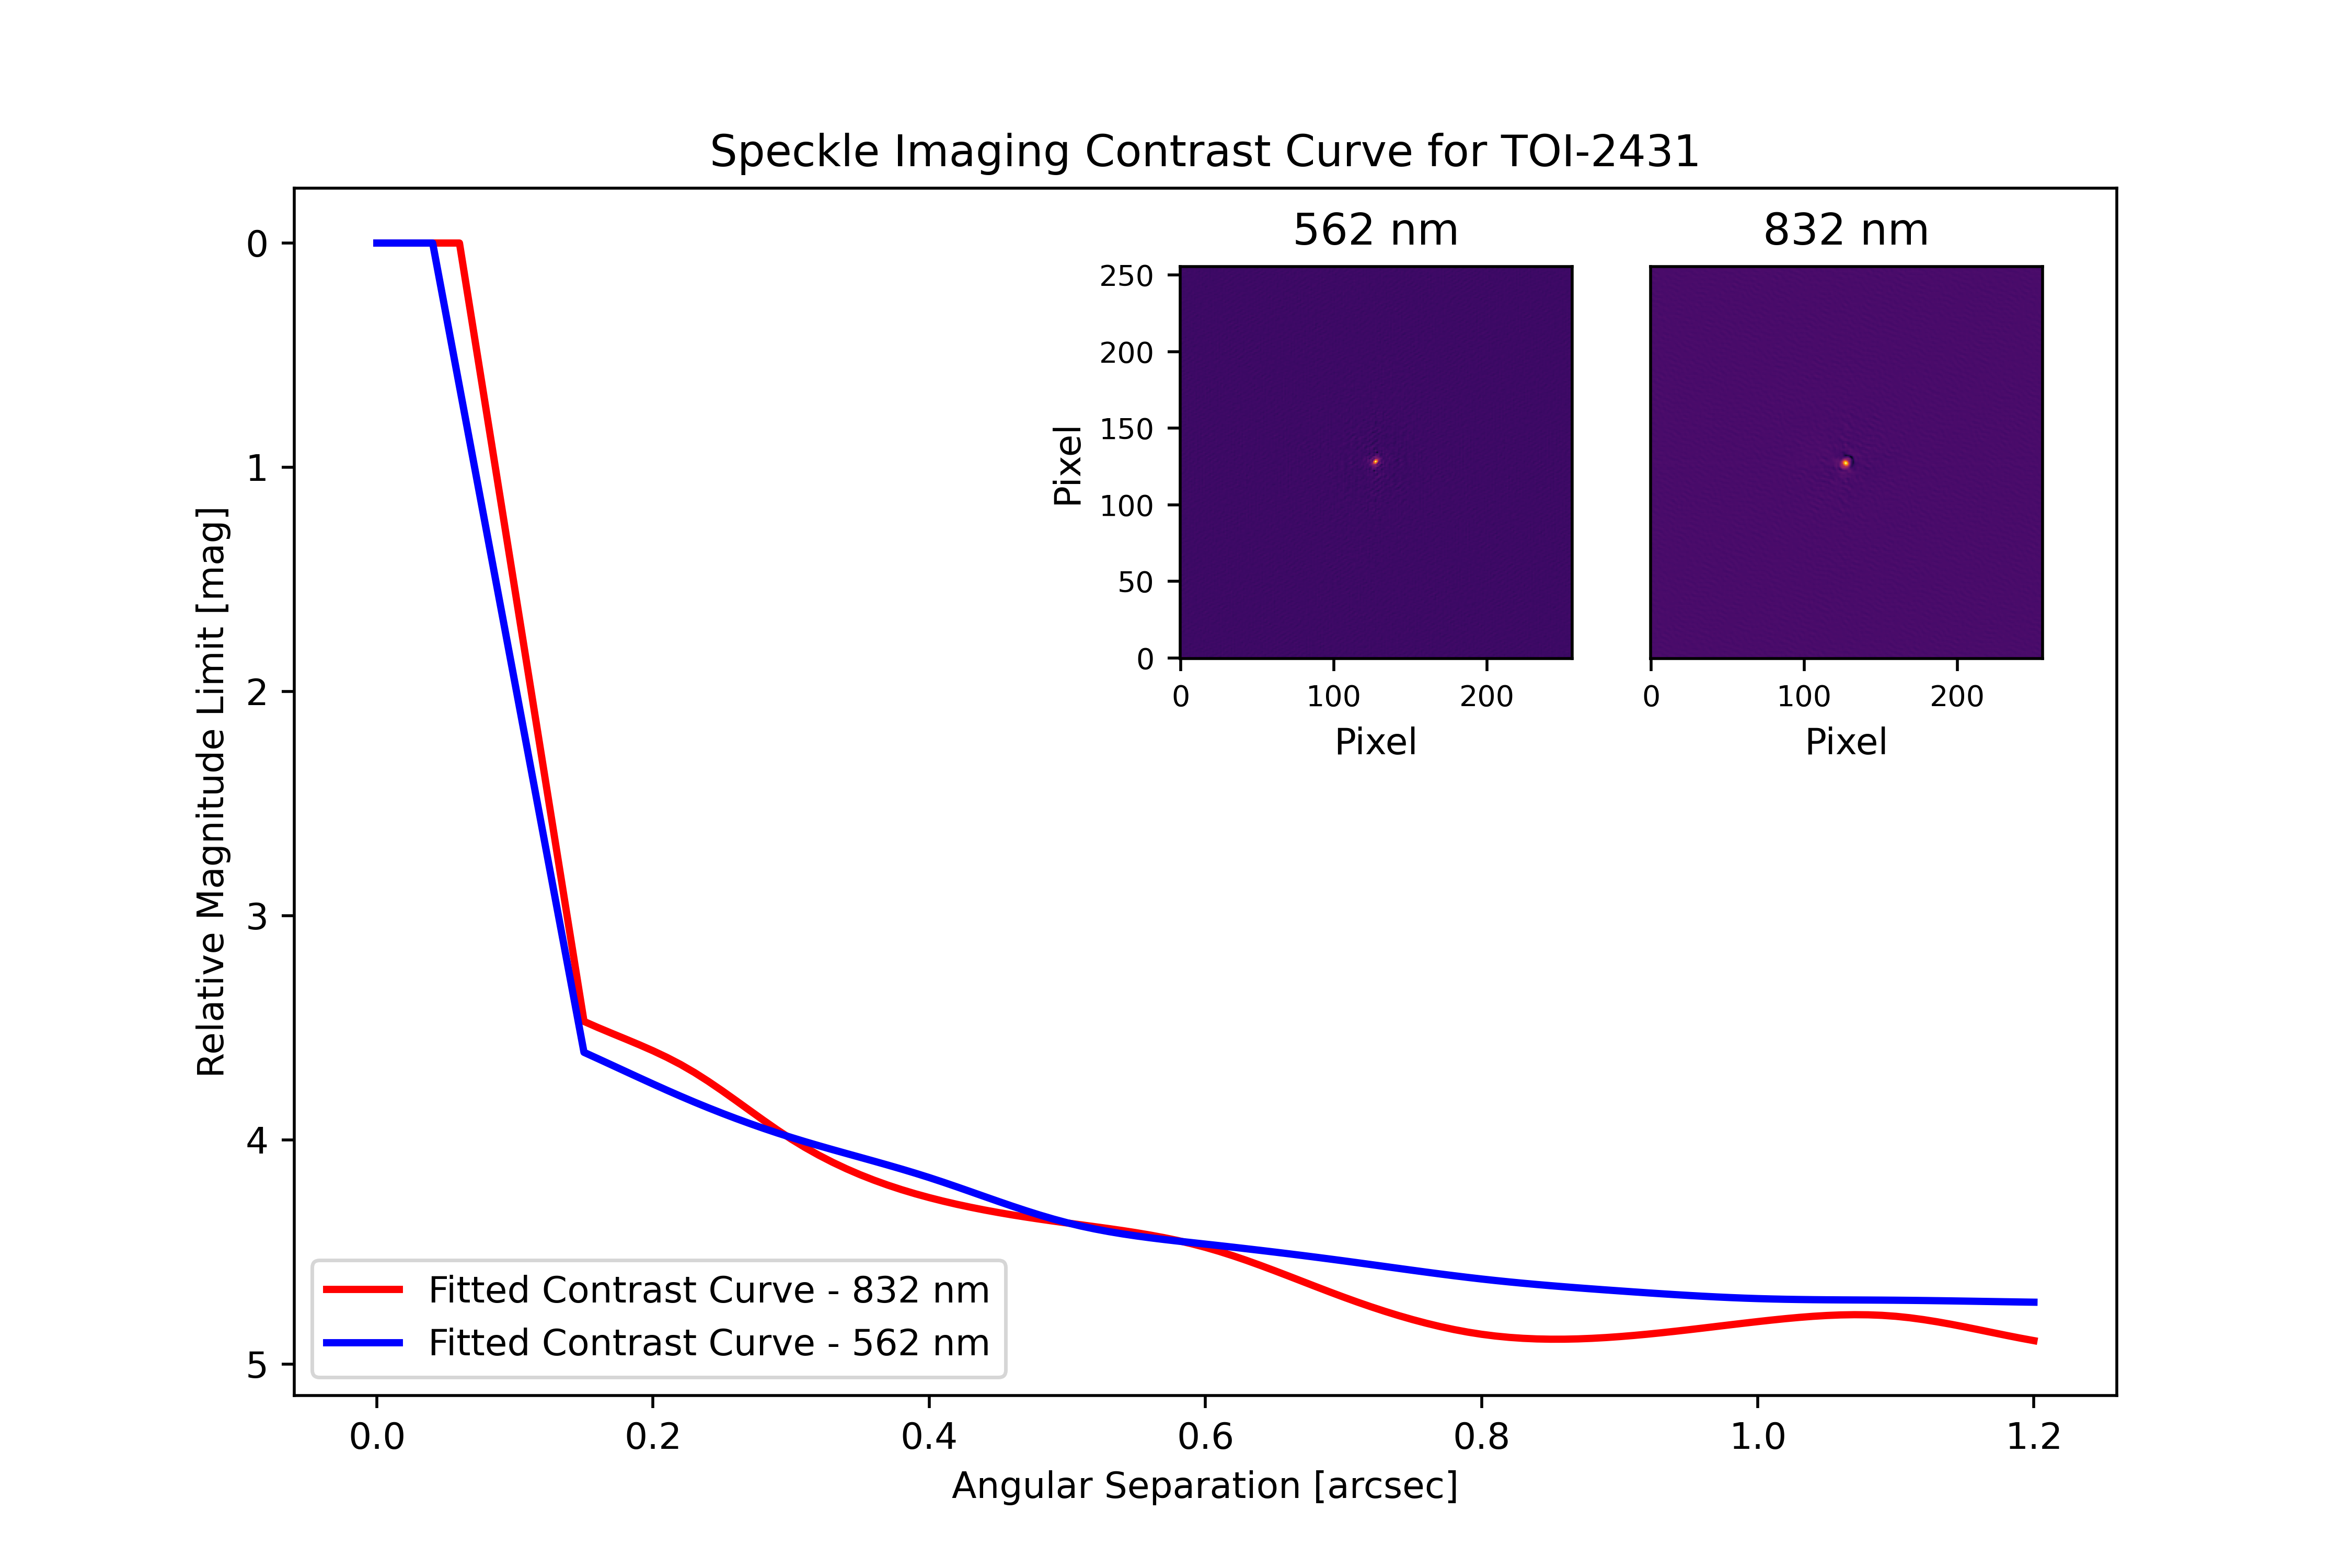 Speckle Imaging Contrast Curve for TOI-2431
562 nm
832 nm
250
200
150
100
50
0
Pixel
0 100 200
Pixel
0 100 200
Pixel
0
1
2
3
4
5
Relative Magnitude Limit [mag]
Fitted Contrast Curve - 832 nm
Fitted Contrast Curve - 562 nm
0.0 0.2 0.4 0.6 0.8 1.0 1.2
Angular Separation [arcsec]